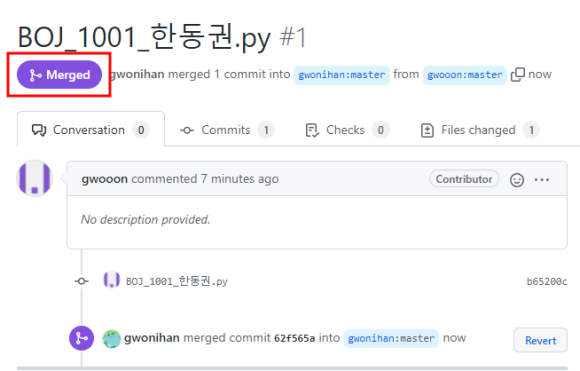 BOJ_1001_한동권.py #1
Merged gwonihan merged 1 commit into gwonihan:master from gwooon:master now
Conversation 0 Commits 1 Checks 0 Files changed 1
gwooon commented 7 minutes ago Contributor ...
No description provided.
BOJ_1001_한동권.py b65200c
gwonihan merged commit 62f565a into gwonihan:master now Revert